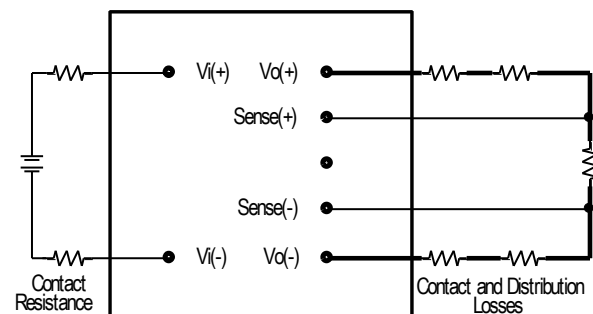 Vi(+) Vo(+)
Sense(+)
Sense(-)
Vi(-) Vo(-)
Contact
Resistance
Contact and Distribution
Losses